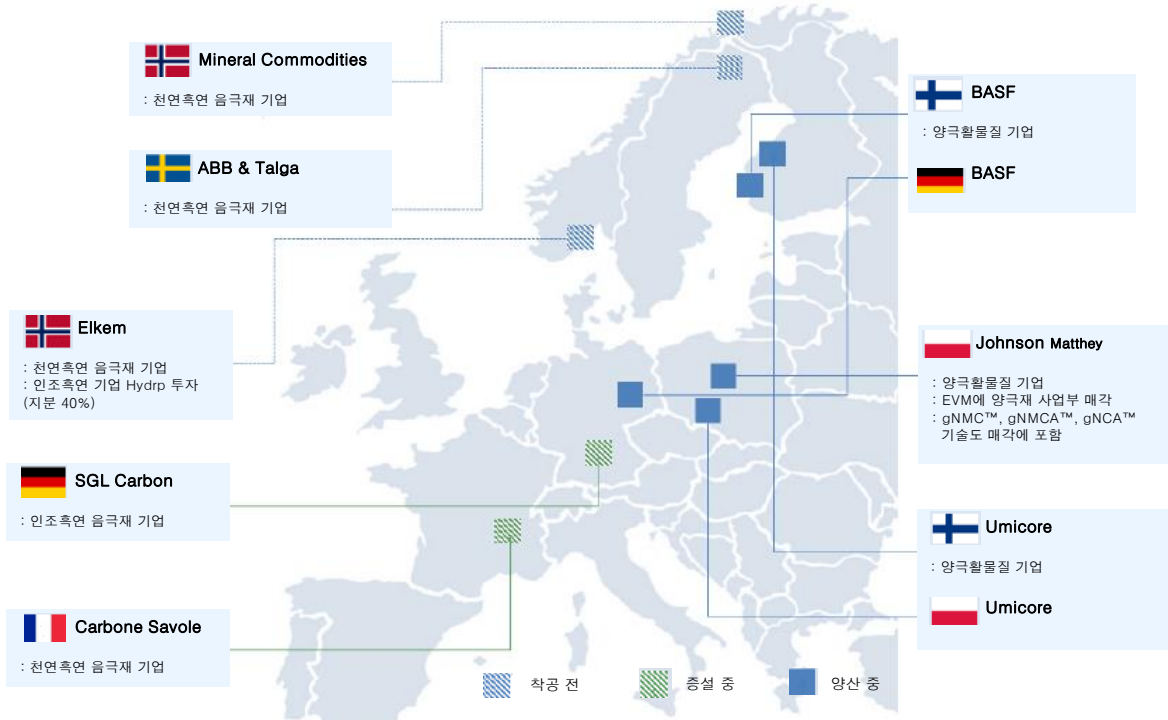 Mineral Commodities
: 천연흑연 음극재 기업
ABB & Talga
: 천연흑연 음극재 기업
Elkem
: 천연흑연 음극재 기업
: 인조흑연 기업 Hydrp 투자
(지분 40%)
SGL Carbon
: 인조흑연 음극재 기업
Carbone Savole
: 천연흑연 음극재 기업
BASF
: 양극활물질 기업
BASF
Johnson Matthey
: 양극활물질 기업
: EVM에 양극재 사업부 매각
: gNMC™, gNMCA™, gNCA™
기술도 매각에 포함
Umicore
: 양극활물질 기업
Umicore
착공 전
증설 중
양산 중